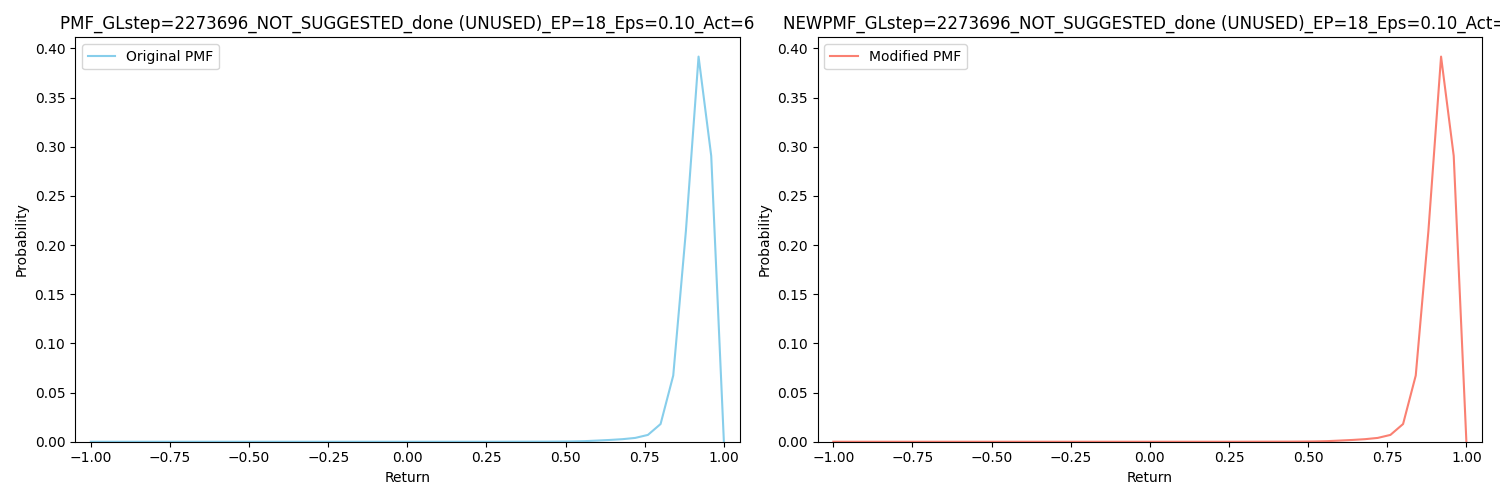 PMF_GLstep=2273696_NOT_SUGGESTED_done (UNUSED)_EP=18_Eps=0.10_Act=6
Original PMF
0.40
0.35
0.30
0.25
0.20
0.15
0.10
0.05
0.00
Probability
−1.00 −0.75 −0.50 −0.25 0.00 0.25 0.50 0.75 1.00
Return
NEWPMF_GLstep=2273696_NOT_SUGGESTED_done (UNUSED)_EP=18_Eps=0.10_Act=
Modified PMF
0.40
0.35
0.30
0.25
0.20
0.15
0.10
0.05
0.00
Probability
−1.00 −0.75 −0.50 −0.25 0.00 0.25 0.50 0.75 1.00
Return